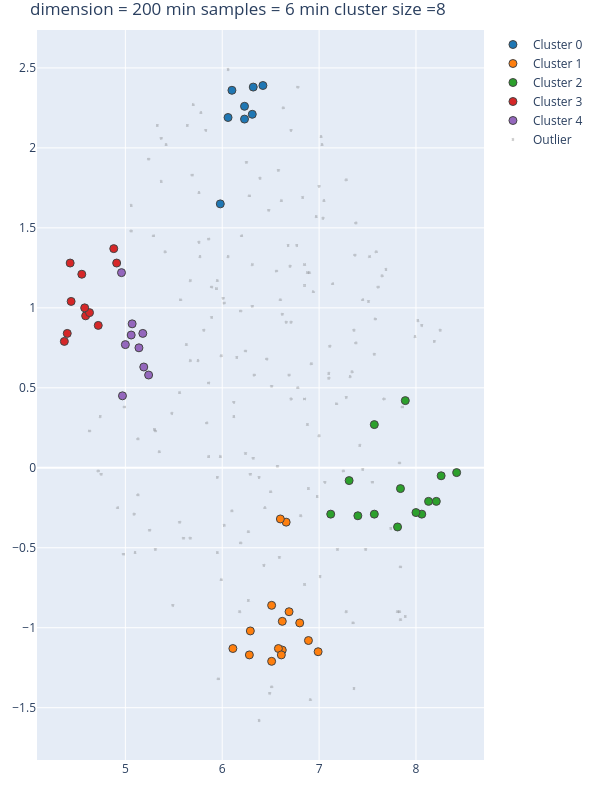 dimension = 200 min samples = 6 min cluster size =8
Cluster 0
Cluster 1
Cluster 2
Cluster 3
Cluster 4
Outlier
2.5
2
1.5
1
0.5
0
−0.5
−1
−1.5
5 6 7 8